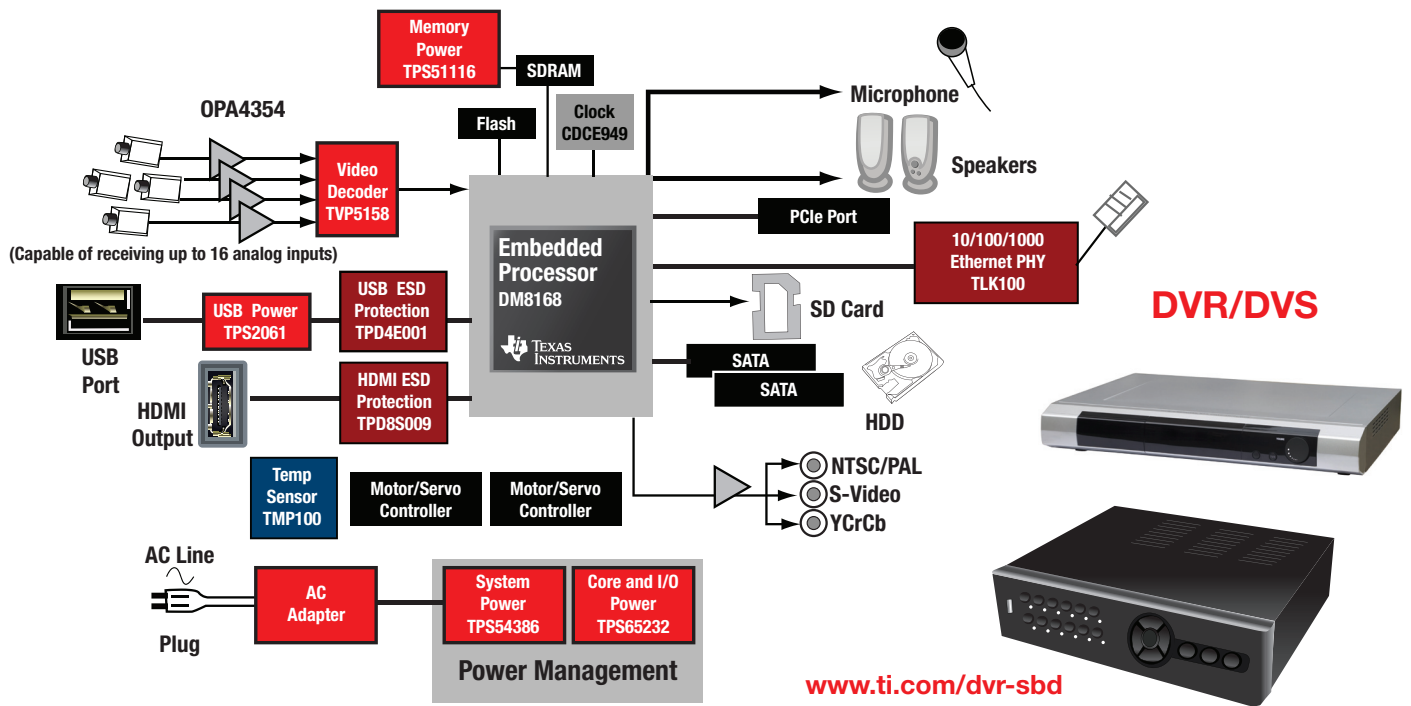 Memory
Power
TPS51116
SDRAM
Flash
Clock
CDCE949
OPA4354
Video
Decoder
TVP5158
(Capable of receiving up to 16 analog inputs)
Microphone
Speakers
PCIe Port
10/100/1000
Ethernet PHY
TLK100
Embedded
Processor
DM8168
TEXAS
INSTRUMENTS
USB
Port
USB Power
TPS2061
USB ESD
Protection
TPD4E001
HDMI
Output
HDMI ESD
Protection
TPD8S009
SD Card
SATA
SATA
HDD
DVR/DVS
Temp
Sensor
TMP100
Motor/Servo
Controller
Motor/Servo
Controller
NTSC/PAL
S-Video
YCrCb
AC Line
Plug
AC
Adapter
System
Power
TPS54386
Core and I/O
Power
TPS65232
Power Management
www.ti.com/dvr-sbd